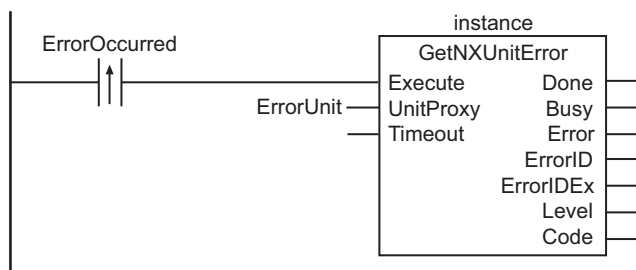 instance
ErrorOccurred
GetNXUnitError
Execute Done
ErrorUnit UnitProxy Busy
Timeout Error
ErrorID
ErrorIDEx
Level
Code